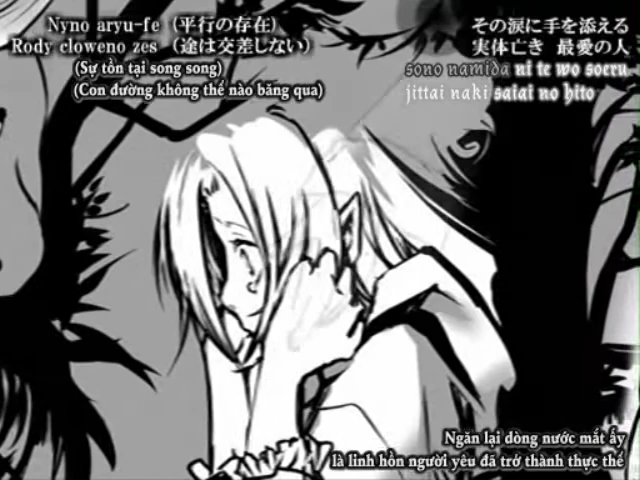 Nyno aryu-fe (平行の存在)
Rody cloweno zes (途は交差しない)
(Sự tồn tại song song)
(Con đường không thể nào băng qua)
その涙に手を添える
実体亡き 最愛の人
sono namida ni te wo soeru
jittai naki saiai no hito
Ngăn lại dòng nước mắt ấy
là linh hồn người yêu đã trở thành thực thể